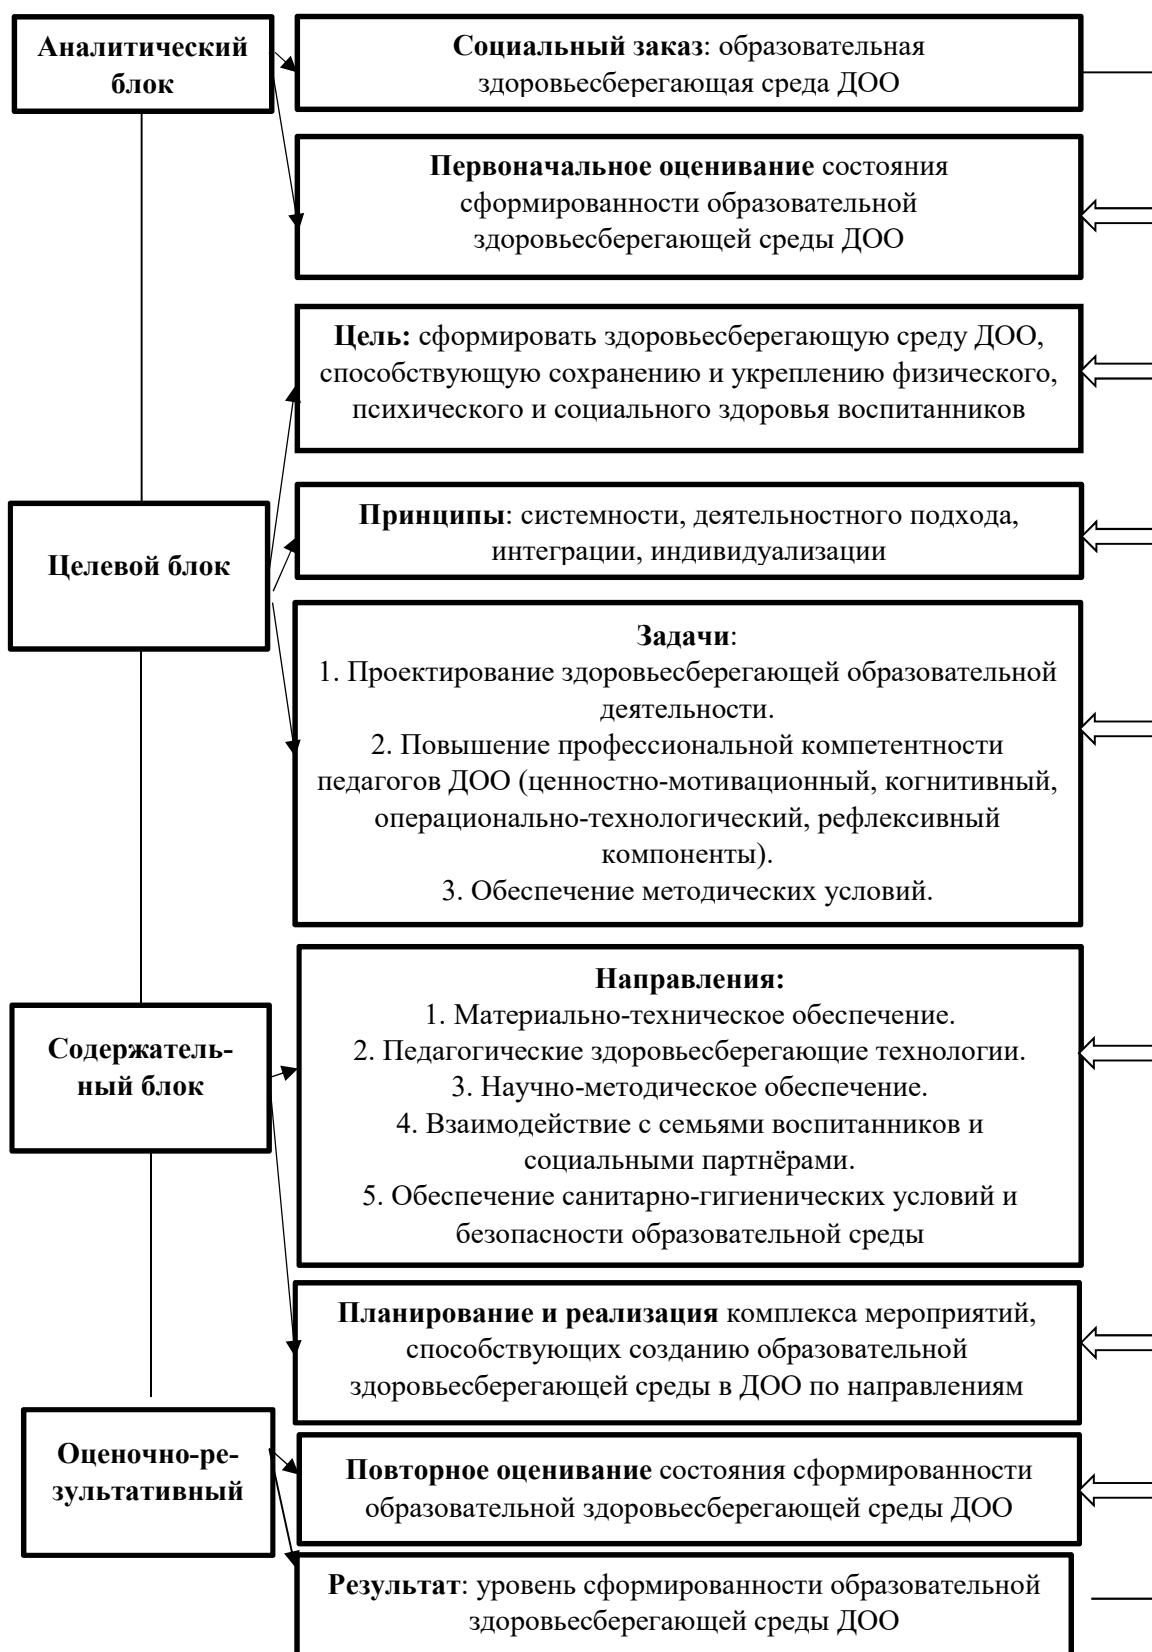 Аналитический
блок
Социальный заказ: образовательная
здоровьесберегающая среда ДОО
Первоначальное оценивание состояния
сформированности образовательной
здоровьесберегающей среды ДОО
Цель: сформировать здоровьесберегающую среду ДОО,
способствующую сохранению и укреплению физического,
психического и социального здоровья воспитанников
Целевой блок
Принципы: системности, деятельностного подхода,
интеграции, индивидуализации
Задачи:
1. Проектирование здоровьесберегающей образовательной
деятельности.
2. Повышение профессиональной компетентности
педагогов ДОО (ценностно-мотивационный, когнитивный,
операционально-технологический, рефлексивный
компоненты).
3. Обеспечение методических условий.
Содержатель-
ный блок
Направления:
1. Материально-техническое обеспечение.
2. Педагогические здоровьесберегающие технологии.
3. Научно-методическое обеспечение.
4. Взаимодействие с семьями воспитанников и
социальными партнёрами.
5. Обеспечение санитарно-гигиенических условий и
безопасности образовательной среды
Планирование и реализация комплекса мероприятий,
способствующих созданию образовательной
здоровьесберегающей среды в ДОО по направлениям
Оценочно-ре-
зультативный
Повторное оценивание состояния сформированности
образовательной здоровьесберегающей среды ДОО
Результат: уровень сформированности образовательной
здоровьесберегающей среды ДОО